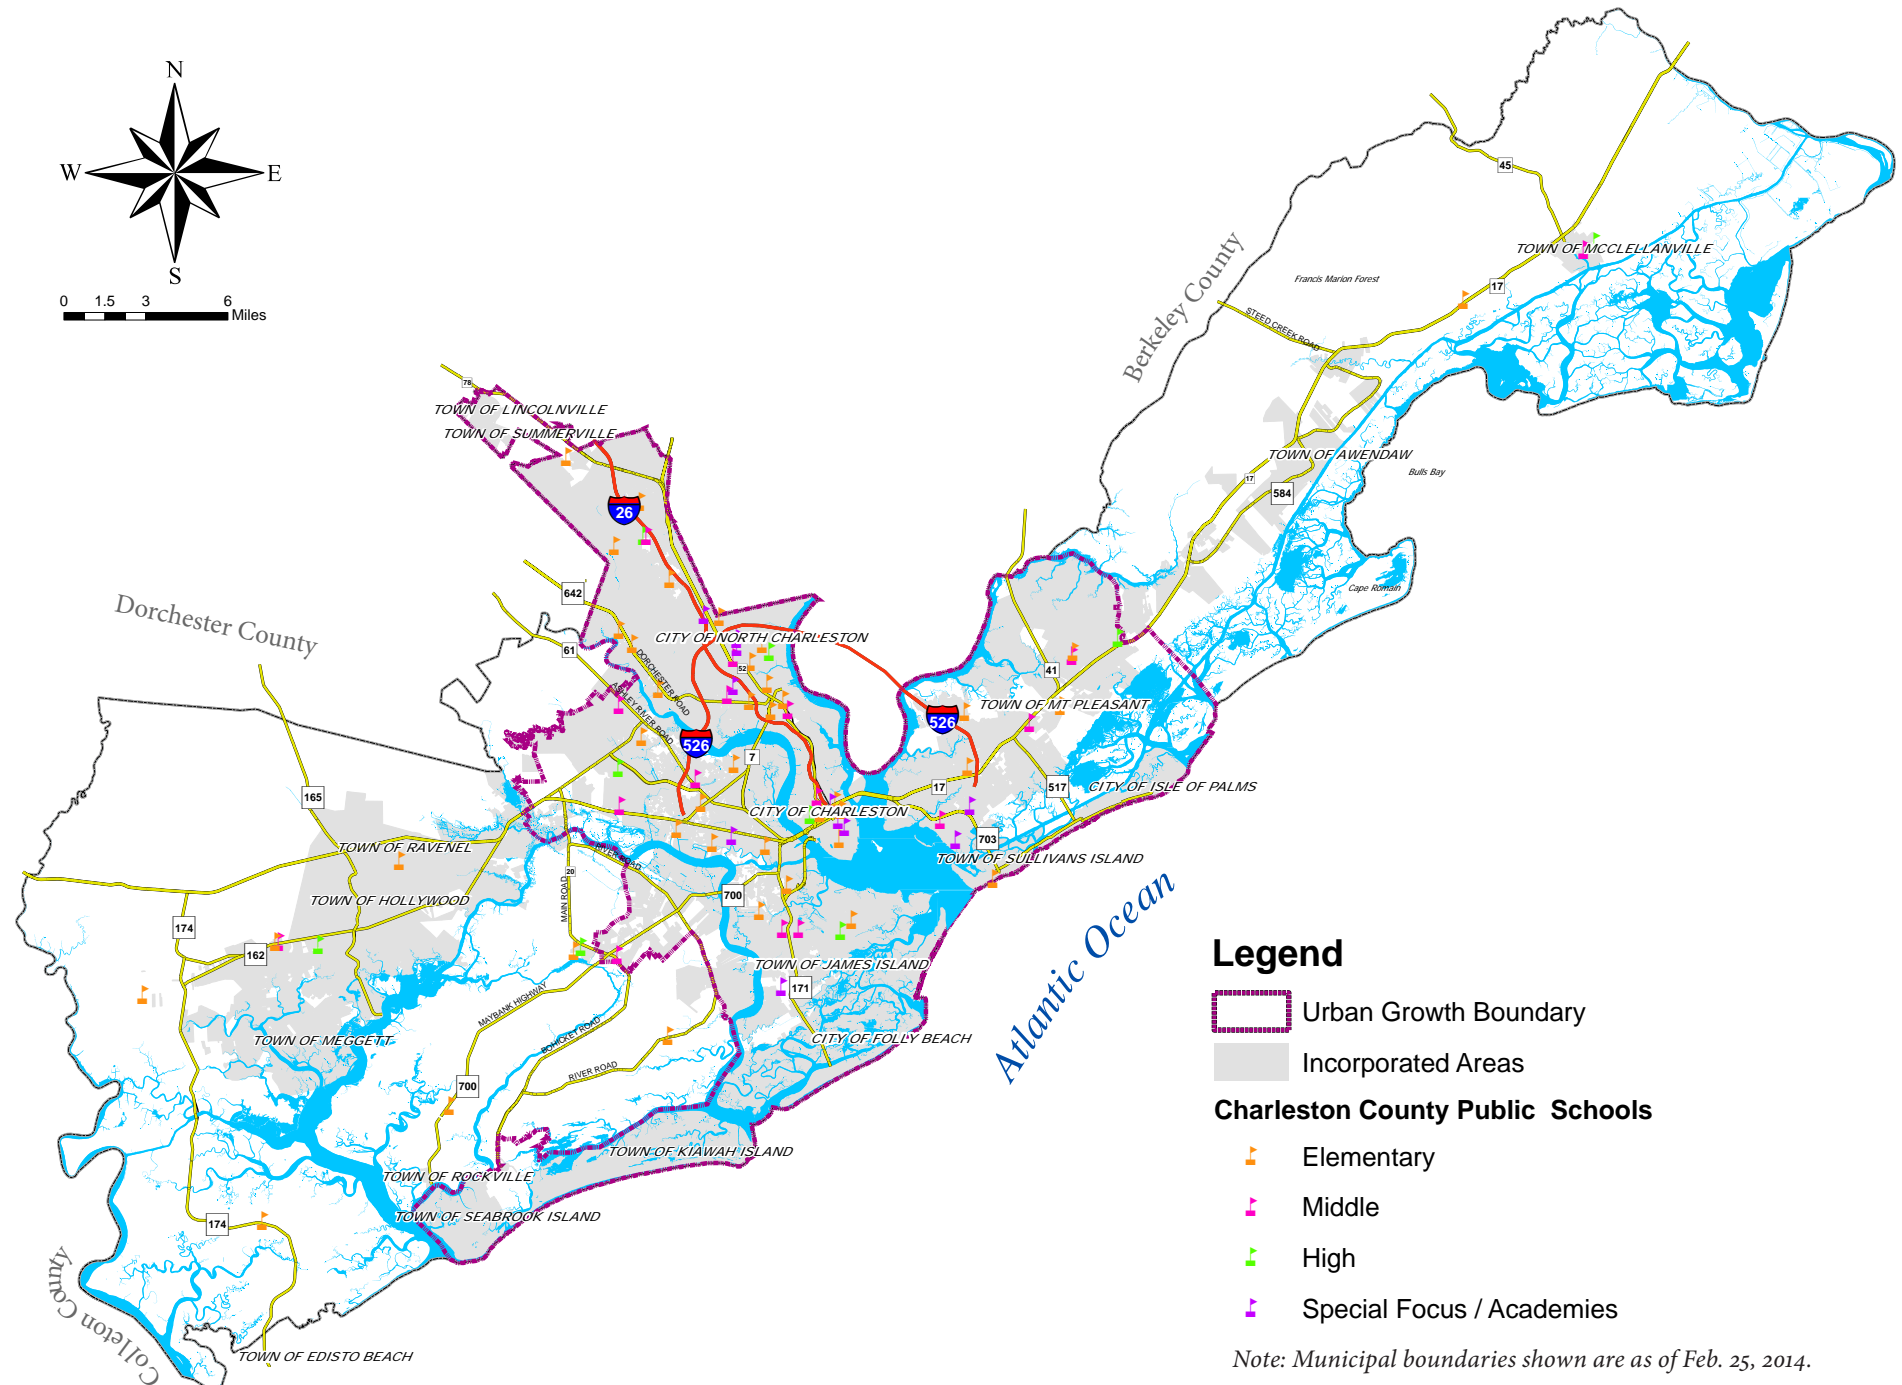 N
W
E
S
0 1.5 3 6
Miles
45
TOWN OF MCCLELLANVILLE
Berkeley County
Francis Marion Forest
17
STEED CREEK ROAD
78
TOWN OF LINCOLNVILLE
TOWN OF SUMMERVILLE
TOWN OF AWENDAW
Bulls Bay
17
584
26
Cape Romain
642
Dorchester County
61
CITY OF NORTH CHARLESTON
52
41
DORCHESTER ROAD
ASHLEY RIVER ROAD
TOWN OF MT PLEASANT
526
526
7
165
17
517
CITY OF ISLE OF PALMS
CITY OF CHARLESTON
703
TOWN OF RAVENEL
RIVER ROAD
TOWN OF SULLIVANS ISLAND
20
MAIN ROAD
700
TOWN OF HOLLYWOOD
174
162
Atlantic Ocean
TOWN OF JAMES ISLAND
171
MAYBANK HIGHWAY
BOHICKET ROAD
TOWN OF MEGGETT
CITY OF FOLLY BEACH
RIVER ROAD
700
TOWN OF KIAWAH ISLAND
TOWN OF ROCKVILLE
TOWN OF SEABROOK ISLAND
174
Colleton County
TOWN OF EDISTO BEACH
Legend
Urban Growth Boundary
Incorporated Areas
Charleston County Public Schools
Elementary
Middle
High
Special Focus / Academies
Note: Municipal boundaries shown are as of Feb. 25, 2014.